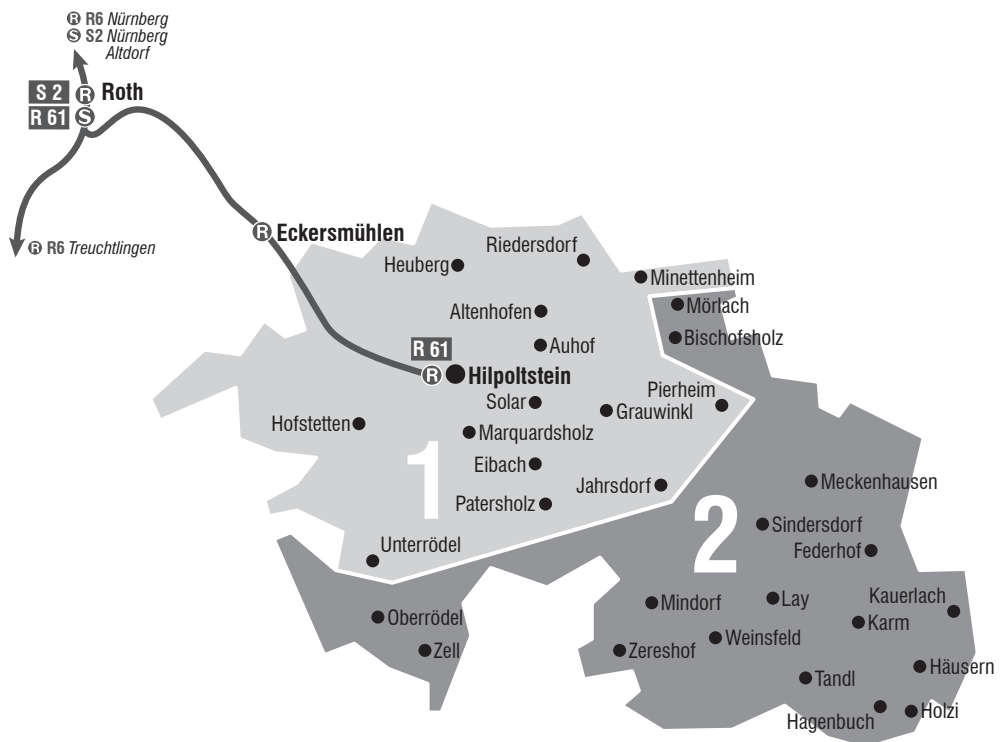 R R6 Nürnberg
S S2 Nürnberg
Altdorf
S 2 R Roth
R 61 S
R Eckersmühlen
R R6 Treuchtlingen
Riedersdorf
Heuberg
Minettenheim
Mörlach
Altenhofen
Bischofsholz
R 61
Auhof
R Hilpoltstein
Pierheim
Solar
Grauwinkl
Hofstetten
Marquardsholz
1
Eibach
Jahrsdorf
Meckenhausen
Patersholz
2
Sindersdorf
Unterrödel
Federhof
Kauerlach
Mindorf
Lay
Oberrödel
Karm
Weinsfeld
Zell
Zereshof
Häusern
Tandl
Hagenbuch
Holzi